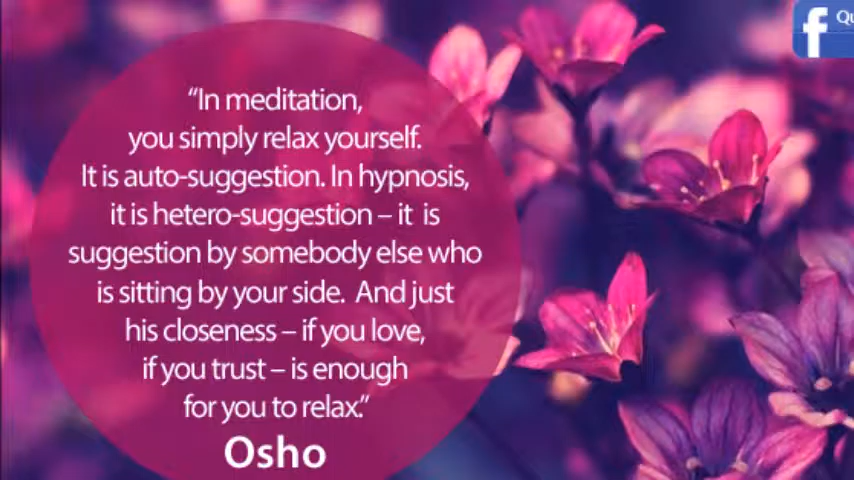 “In meditation,
you simply relax yourself.
It is auto-suggestion. In hypnosis,
it is hetero-suggestion – it is
suggestion by somebody else who
is sitting by your side. And just
his closeness – if you love,
if you trust – is enough
for you to relax.”
Osho
f